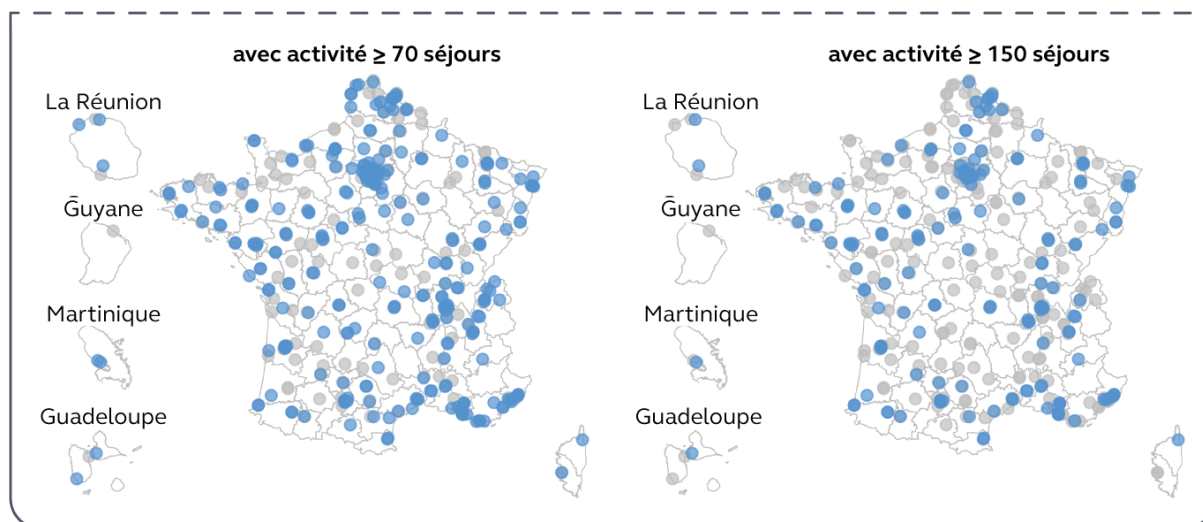 avec activité ≥ 70 séjours
La Réunion
Guyane
Martinique
Guadeloupe
avec activité ≥ 150 séjours
La Réunion
Guyane
Martinique
Guadeloupe